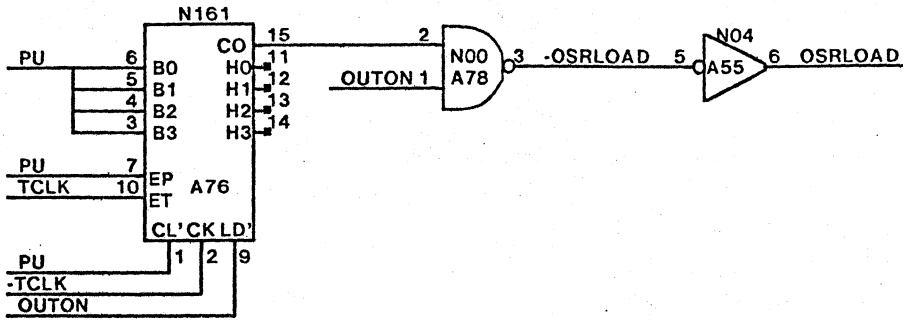 N161
CO 15 2 N00 3 -OSRLOAD 5 N04 6 OSRLOAD
PU 6 B0 H0 11 A78 A55
5 B1 H1 12 OUTON 1
4 B2 H2 13
3 B3 H3 14
PU 7 EP
TCLK 10 ET A76
CL' CK LD'
1 2 9
PU
-TCLK
OUTON